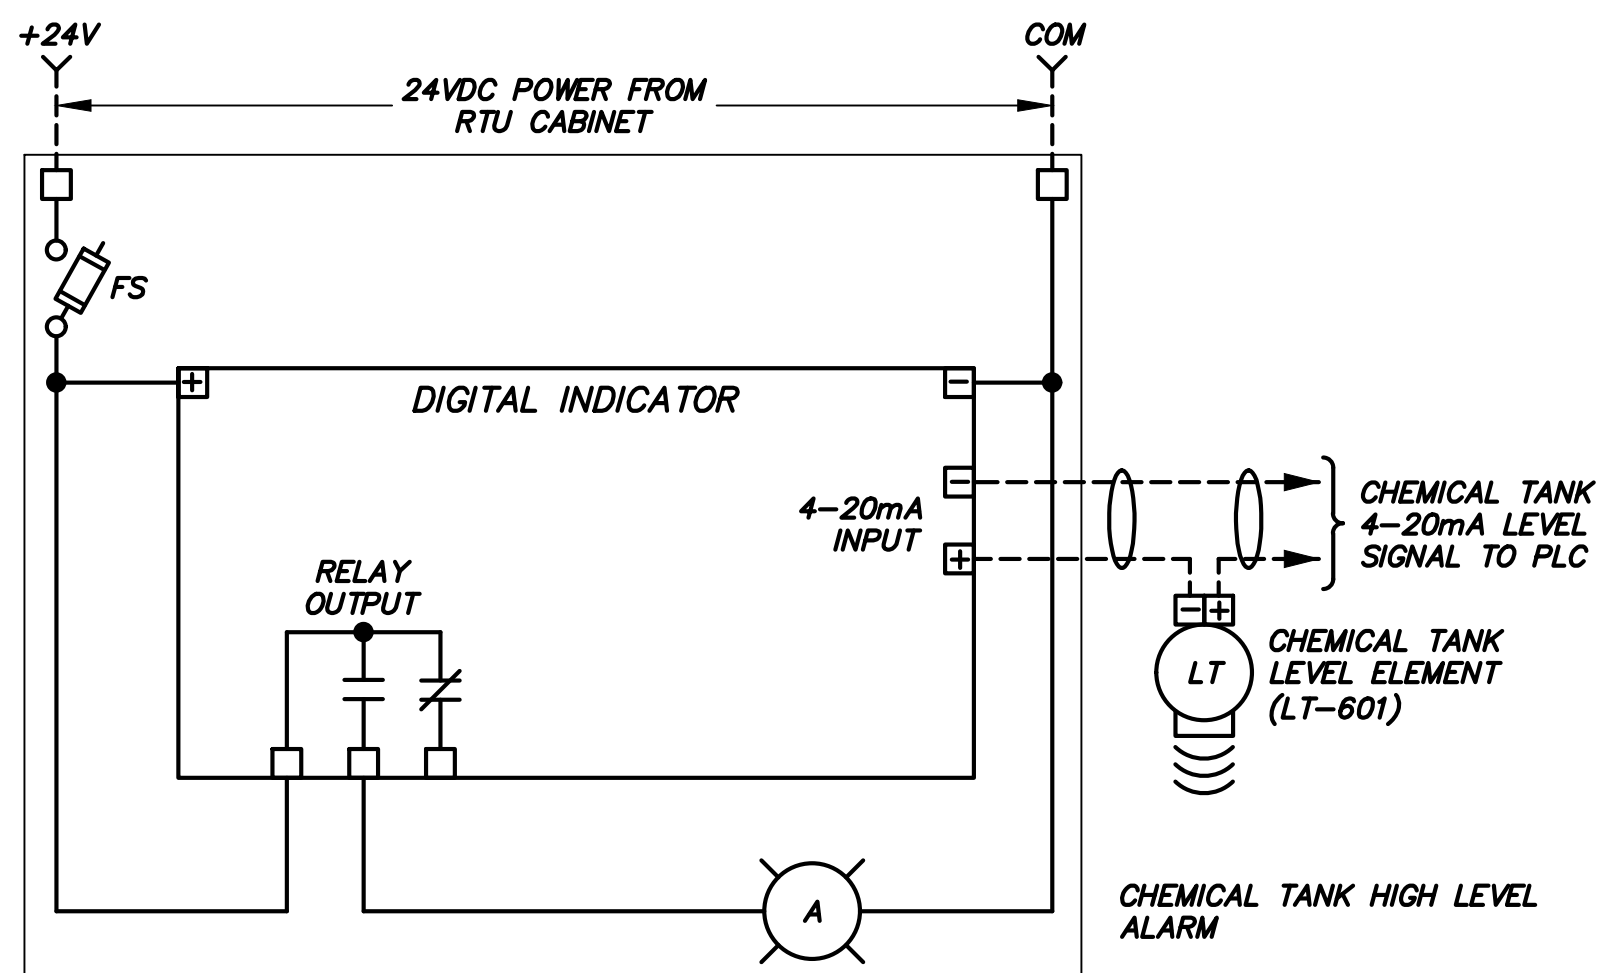 +24V
COM
24VDC POWER FROM
RTU CABINET
FS
+
DIGITAL INDICATOR
-
-
4-20mA
INPUT
+
CHEMICAL TANK
4-20mA LEVEL
SIGNAL TO PLC
RELAY
OUTPUT
- +
LT
CHEMICAL TANK
LEVEL ELEMENT
(LT-601)
A
CHEMICAL TANK HIGH LEVEL
ALARM